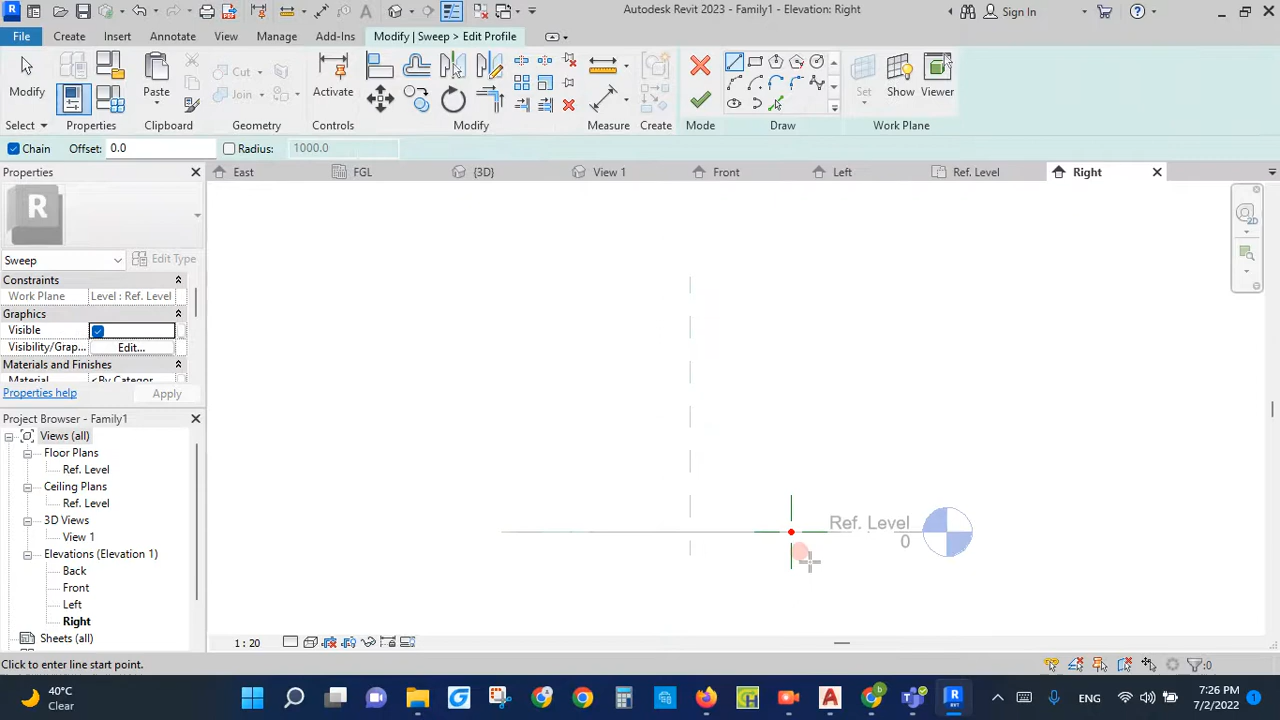 Autodesk Revit 2023 - Family1 - Elevation: Right
Sign In
File Create Insert Annotate View Manage Add-Ins Modify | Sweep > Edit Profile
Modify
Paste
Cut
Join
Activate
Set
Show
Viewer
Select Properties Clipboard Geometry Controls Modify Measure Create Mode Draw Work Plane
Chain Offset: 0.0 Radius: 1000.0
Properties
East FGL {3D} View 1 Front Left Ref. Level Right
R
Sweep
Edit Type
Constraints
Work Plane Level : Ref. Level
Graphics
Visible
Visibility/Grap... Edit...
Materials and Finishes
Material <By Categor
Properties help Apply
Project Browser - Family1
Views (all)
Floor Plans
Ref. Level
Ceiling Plans
Ref. Level
3D Views
View 1
Elevations (Elevation 1)
Back
Front
Left
Right
Sheets (all)
Ref. Level
0
2D
1 : 20
Click to enter line start point.
:0
40°C
Clear
ENG
7:26 PM
7/2/2022